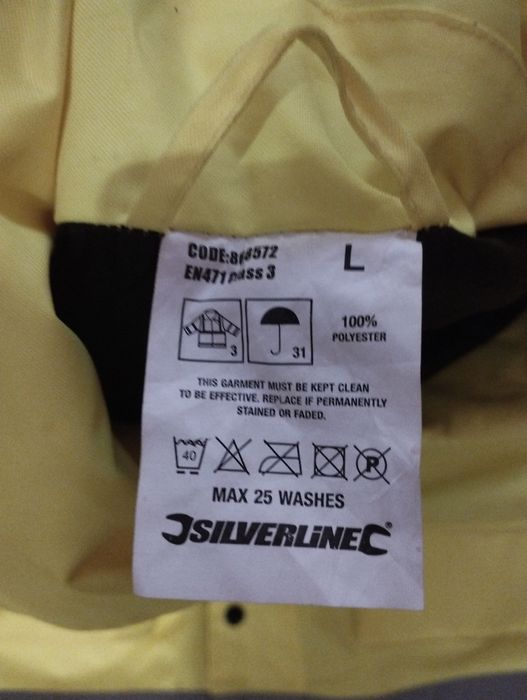 L
EN471 class 3
3
31
100%
POLYESTER
THIS GARMENT MUST BE KEPT CLEAN
TO BE EFFECTIVE. REPLACE IF PERMANENTLY
STAINED OR FADED.
40
P
MAX 25 WASHES
SILVERLINE®